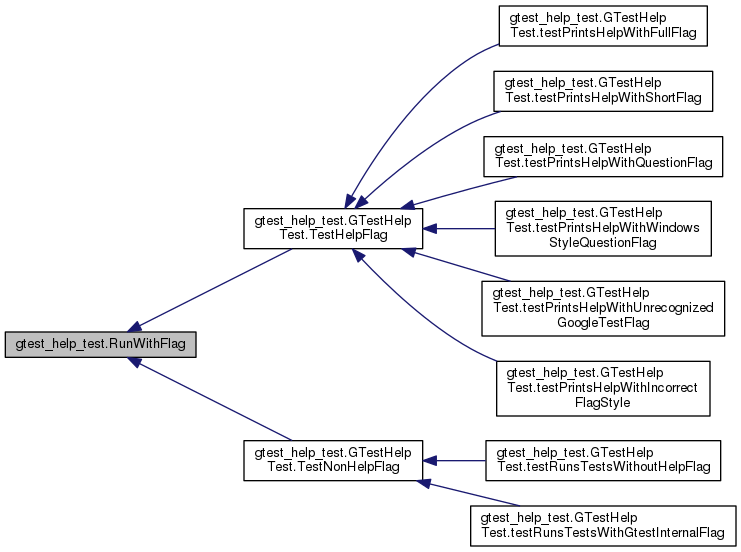 gtest_help_test.GTestHelp
Test.testPrintsHelpWithFullFlag
gtest_help_test.GTestHelp
Test.testPrintsHelpWithShortFlag
gtest_help_test.GTestHelp
Test.testPrintsHelpWithQuestionFlag
gtest_help_test.GTestHelp
Test.TestHelpFlag
gtest_help_test.GTestHelp
Test.testPrintsHelpWithWindows
StyleQuestionFlag
gtest_help_test.GTestHelp
Test.testPrintsHelpWithUnrecognized
GoogleTestFlag
gtest_help_test.RunWithFlag
gtest_help_test.GTestHelp
Test.testPrintsHelpWithIncorrect
FlagStyle
gtest_help_test.GTestHelp
Test.TestNonHelpFlag
gtest_help_test.GTestHelp
Test.testRunsTestsWithoutHelpFlag
gtest_help_test.GTestHelp
Test.testRunsTestsWithGtestInternalFlag